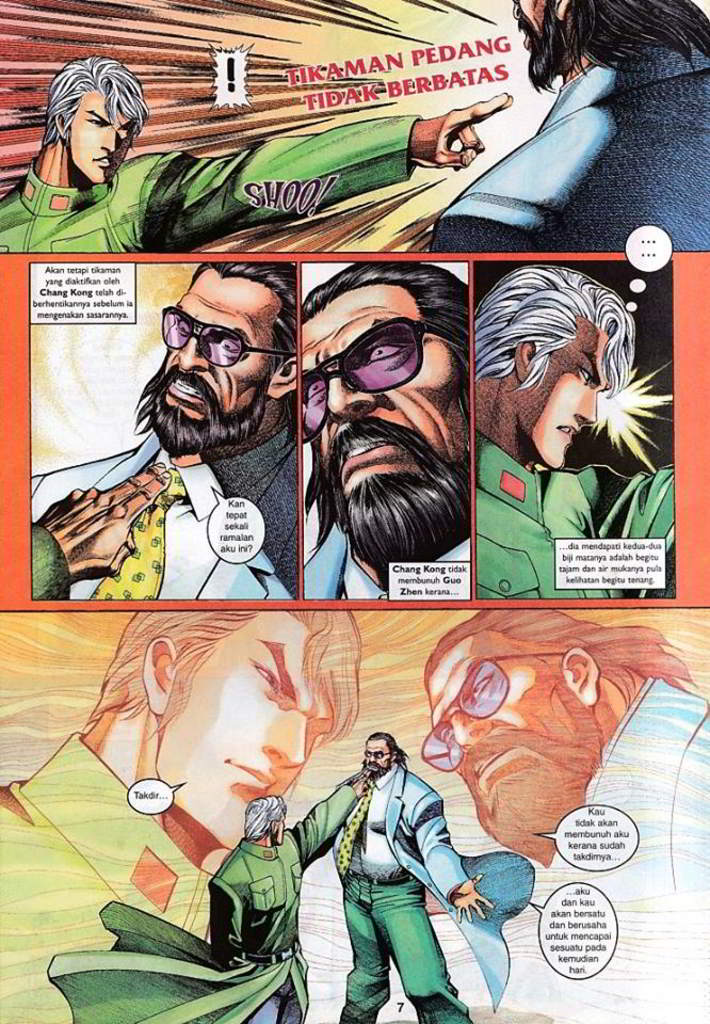 !
TIKAMAN PEDANG
TIDAK BERBATAS
SHOO!
... 
...
Akan tetapi tikaman
yang diaktifkan oleh
Chang Kong telah di-
berhentikannya sebelum ia
mengenakan sasarannya.
Kan
tepat
sekali
ramalan
aku ini?
Chang Kong tidak
membunuh Guo
Zhen kerana...
...dia mendapati kedua-dua
biji matanya adalah begitu
tajam dan air mukanya pula
kelihatan begitu tenang.
Takdir...
Kau
tidak akan
membunuh aku
kerana sudah
takdirnya...
...aku
dan kau
akan bersatu
dan berusaha
untuk mencapai
sesuatu pada
kemudian
hari.
7